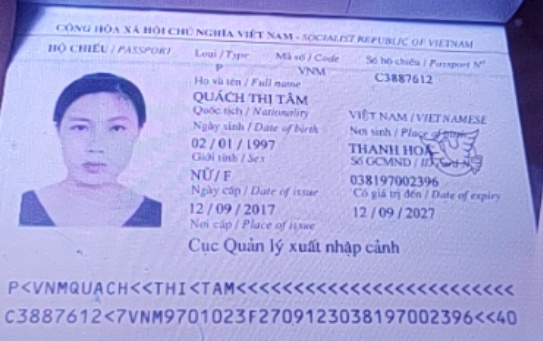 CỘNG HÒA XÃ HỘI CHỦ NGHĨA VIỆT NAM - SOCIALIST REPUBLIC OF VIETNAM
HỘ CHIẾU / PASSPORT Loại / Type Mã số / Code Số hộ chiếu / Passport Nº
P VNM C3887612
Họ và tên / Full name
QUÁCH THỊ TÂM
Quốc tịch / Nationality VIỆT NAM / VIETNAMESE
Ngày sinh / Date of birth Nơi sinh / Place of
02 / 01 / 1997 THANH HOÁ
Giới tính / Sex Số GCMND /
NỮ / F 038197002396
Ngày cấp / Date of issue Có giá trị đến / Date of expiry
12 / 09 / 2017 12 / 09 / 2027
Nơi cấp / Place of issue
Cục Quản lý xuất nhập cảnh
P<VNMQUACH<<THI<TAM<<<<<<<<<<<<<<<<<<<<<<<<<
C3887612<7VNM9701023F2709123038197002396<<40